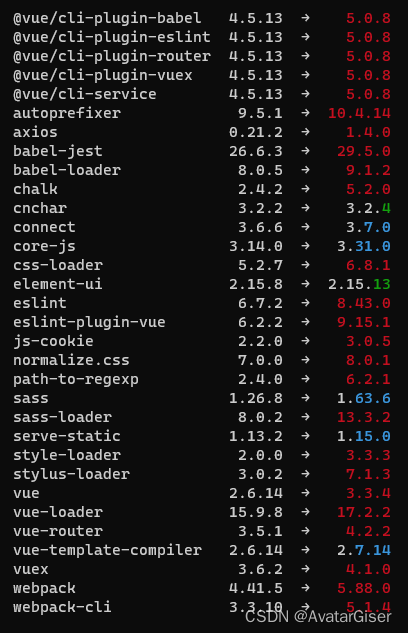 @vue/cli-plugin-babel 4.5.13 → 5.0.8
@vue/cli-plugin-eslint 4.5.13 → 5.0.8
@vue/cli-plugin-router 4.5.13 → 5.0.8
@vue/cli-plugin-vuex 4.5.13 → 5.0.8
@vue/cli-service 4.5.13 → 5.0.8
autoprefixer 9.5.1 → 10.4.14
axios 0.21.2 → 1.4.0
babel-jest 26.6.3 → 29.5.0
babel-loader 8.0.5 → 9.1.2
chalk 2.4.2 → 5.2.0
cnchar 3.2.2 → 3.2.4
connect 3.6.6 → 3.7.0
core-js 3.14.0 → 3.31.0
css-loader 5.2.7 → 6.8.1
element-ui 2.15.8 → 2.15.13
eslint 6.7.2 → 8.43.0
eslint-plugin-vue 6.2.2 → 9.15.1
js-cookie 2.2.0 → 3.0.5
normalize.css 7.0.0 → 8.0.1
path-to-regexp 2.4.0 → 6.2.1
sass 1.26.8 → 1.63.6
sass-loader 8.0.2 → 13.3.2
serve-static 1.13.2 → 1.15.0
style-loader 2.0.0 → 3.3.3
stylus-loader 3.0.2 → 7.1.3
vue 2.6.14 → 3.3.4
vue-loader 15.9.8 → 17.2.2
vue-router 3.5.1 → 4.2.2
vue-template-compiler 2.6.14 → 2.7.14
vuex 3.6.2 → 4.1.0
webpack 4.41.5 → 5.88.0
webpack-cli 3.3.10 → 5.1.4
CSDN @AvatarGiser